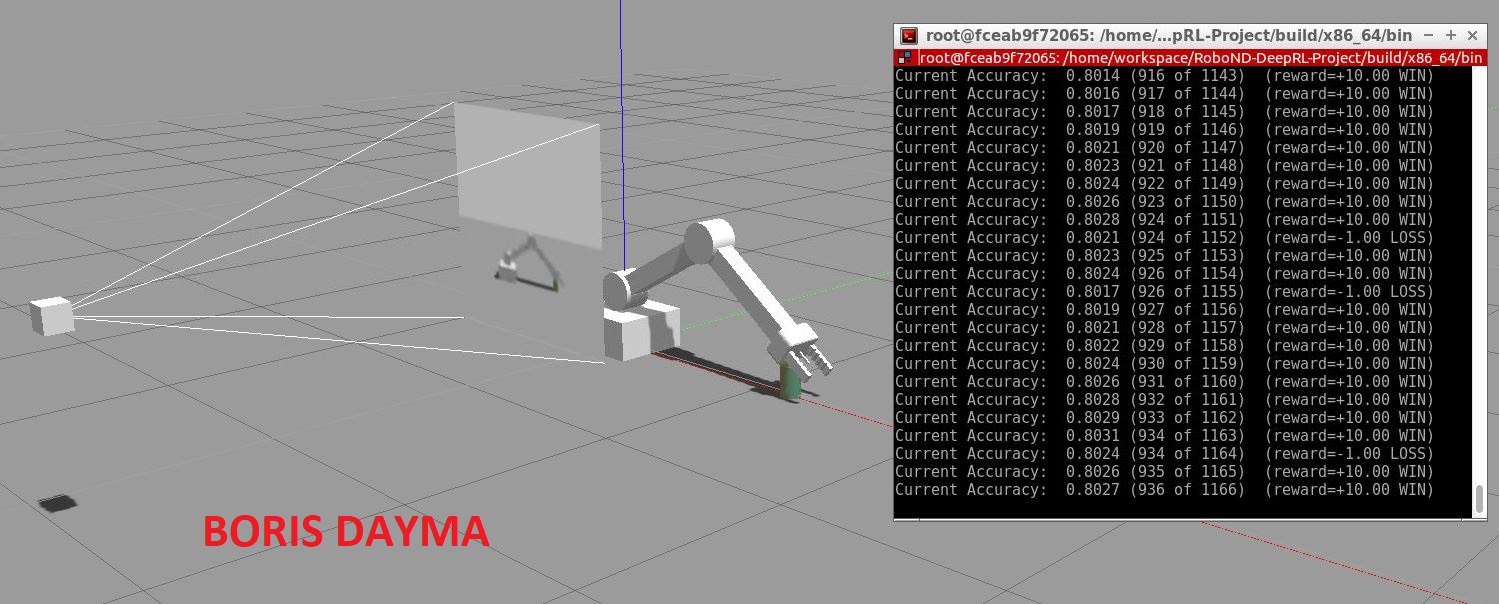 root@fceab9f72065: /home/...pRL-Project/build/x86_64/bin
root@fceab9f72065: /home/workspace/RoboND-DeepRL-Project/build/x86_64/bin
Current Accuracy: 0.8014 (916 of 1143) (reward=+10.00 WIN)
Current Accuracy: 0.8016 (917 of 1144) (reward=+10.00 WIN)
Current Accuracy: 0.8017 (918 of 1145) (reward=+10.00 WIN)
Current Accuracy: 0.8019 (919 of 1146) (reward=+10.00 WIN)
Current Accuracy: 0.8021 (920 of 1147) (reward=+10.00 WIN)
Current Accuracy: 0.8023 (921 of 1148) (reward=+10.00 WIN)
Current Accuracy: 0.8024 (922 of 1149) (reward=+10.00 WIN)
Current Accuracy: 0.8026 (923 of 1150) (reward=+10.00 WIN)
Current Accuracy: 0.8028 (924 of 1151) (reward=+10.00 WIN)
Current Accuracy: 0.8021 (924 of 1152) (reward=-1.00 LOSS)
Current Accuracy: 0.8023 (925 of 1153) (reward=+10.00 WIN)
Current Accuracy: 0.8024 (926 of 1154) (reward=+10.00 WIN)
Current Accuracy: 0.8017 (926 of 1155) (reward=-1.00 LOSS)
Current Accuracy: 0.8019 (927 of 1156) (reward=+10.00 WIN)
Current Accuracy: 0.8021 (928 of 1157) (reward=+10.00 WIN)
Current Accuracy: 0.8022 (929 of 1158) (reward=+10.00 WIN)
Current Accuracy: 0.8024 (930 of 1159) (reward=+10.00 WIN)
Current Accuracy: 0.8026 (931 of 1160) (reward=+10.00 WIN)
Current Accuracy: 0.8028 (932 of 1161) (reward=+10.00 WIN)
Current Accuracy: 0.8029 (933 of 1162) (reward=+10.00 WIN)
Current Accuracy: 0.8031 (934 of 1163) (reward=+10.00 WIN)
Current Accuracy: 0.8024 (934 of 1164) (reward=-1.00 LOSS)
Current Accuracy: 0.8026 (935 of 1165) (reward=+10.00 WIN)
Current Accuracy: 0.8027 (936 of 1166) (reward=+10.00 WIN)
BORIS DAYMA